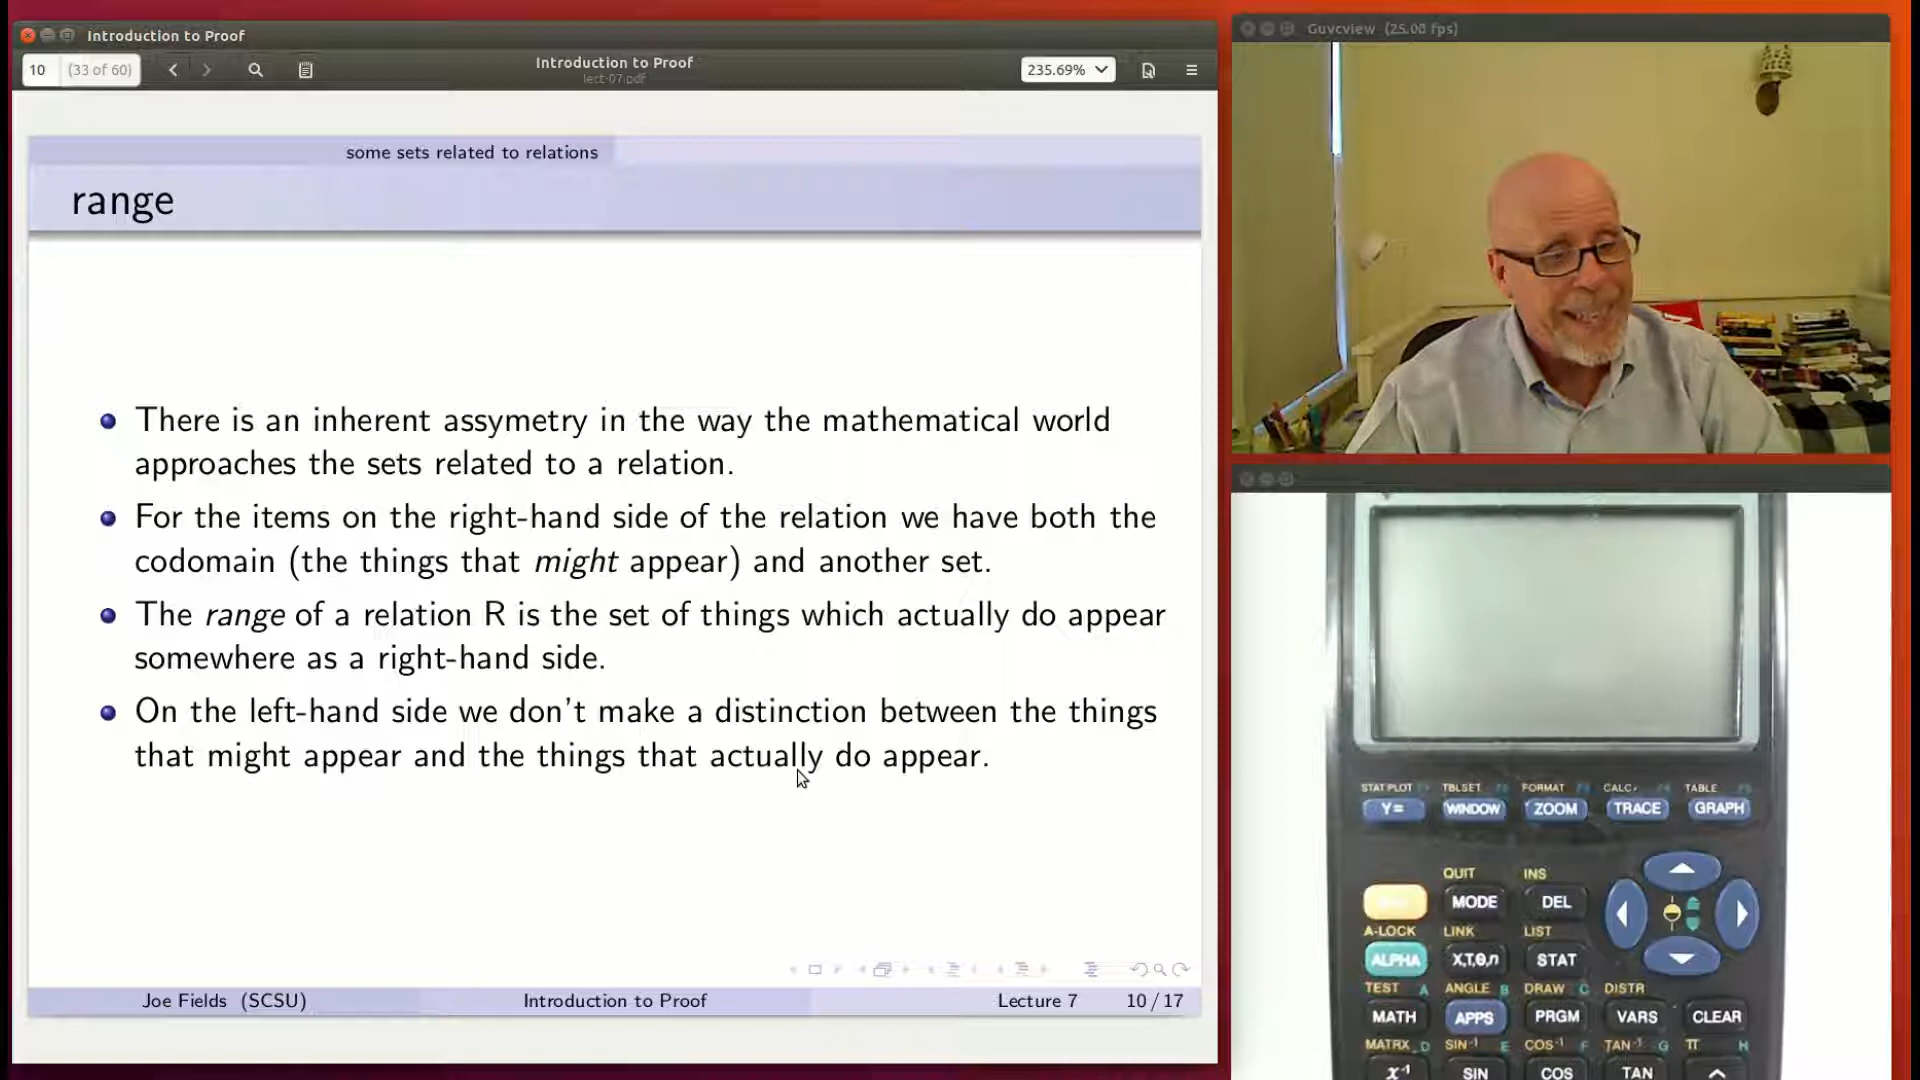 Introduction to Proof
10 (33 of 60)
Introduction to Proof
lect-07.pdf
235.69%
some sets related to relations
range
There is an inherent assymetry in the way the mathematical world
approaches the sets related to a relation.
For the items on the right-hand side of the relation we have both the
codomain (the things that might appear) and another set.
The range of a relation R is the set of things which actually do appear
somewhere as a right-hand side.
On the left-hand side we don't make a distinction between the things
that might appear and the things that actually do appear.
Joe Fields (SCSU) Introduction to Proof Lecture 7 10 / 17
Guvcview (25.00 fps)
STAT PLOT TBLSET FORMAT CALC TABLE
Y= WINDOW ZOOM TRACE GRAPH
QUIT INS
MODE DEL
A-LOCK LINK LIST
ALPHA X,T,θ,n STAT
TEST A ANGLE B DRAW C DISTR
MATH APPS PRGM VARS CLEAR
MATRX D SIN⁻¹ E COS⁻¹ F TAN⁻¹ G π H
x⁻¹ SIN COS TAN ^